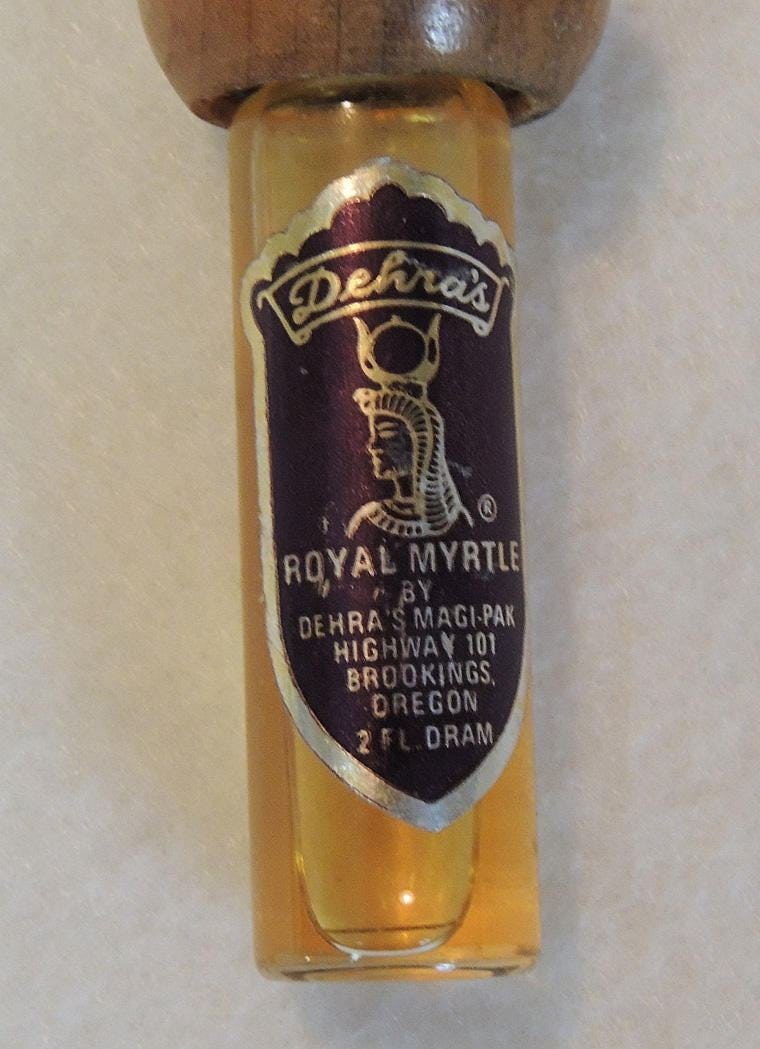 Dehra's
®
ROYAL MYRTLE
BY
DEHRA'S MAGI-PAK
HIGHWAY 101
BROOKINGS,
OREGON
2 FL. DRAM